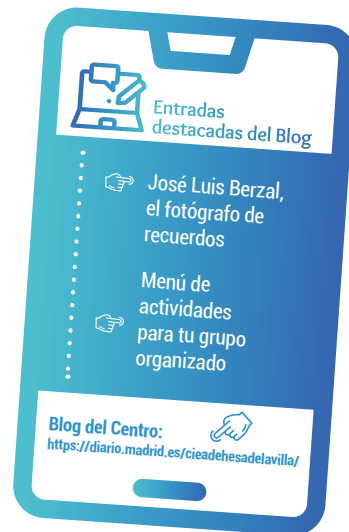 Entradas
destacadas del Blog
José Luis Berzal,
el fotógrafo de
recuerdos
Menú de
actividades
para tu grupo
organizado
Blog del Centro:
https://diario.madrid.es/cieadehesadelavilla/